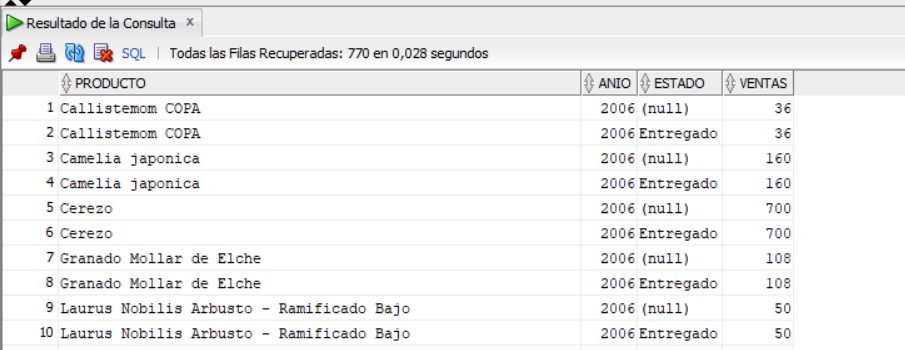 Resultado de la Consulta x
SQL | Todas las Filas Recuperadas: 770 en 0,028 segundos
PRODUCTO ANIO ESTADO VENTAS
1 Callistemom COPA 2006 (null) 36
2 Callistemom COPA 2006 Entregado 36
3 Camelia japonica 2006 (null) 160
4 Camelia japonica 2006 Entregado 160
5 Cerezo 2006 (null) 700
6 Cerezo 2006 Entregado 700
7 Granado Mollar de Elche 2006 (null) 108
8 Granado Mollar de Elche 2006 Entregado 108
9 Laurus Nobilis Arbusto - Ramificado Bajo 2006 (null) 50
10 Laurus Nobilis Arbusto - Ramificado Bajo 2006 Entregado 50